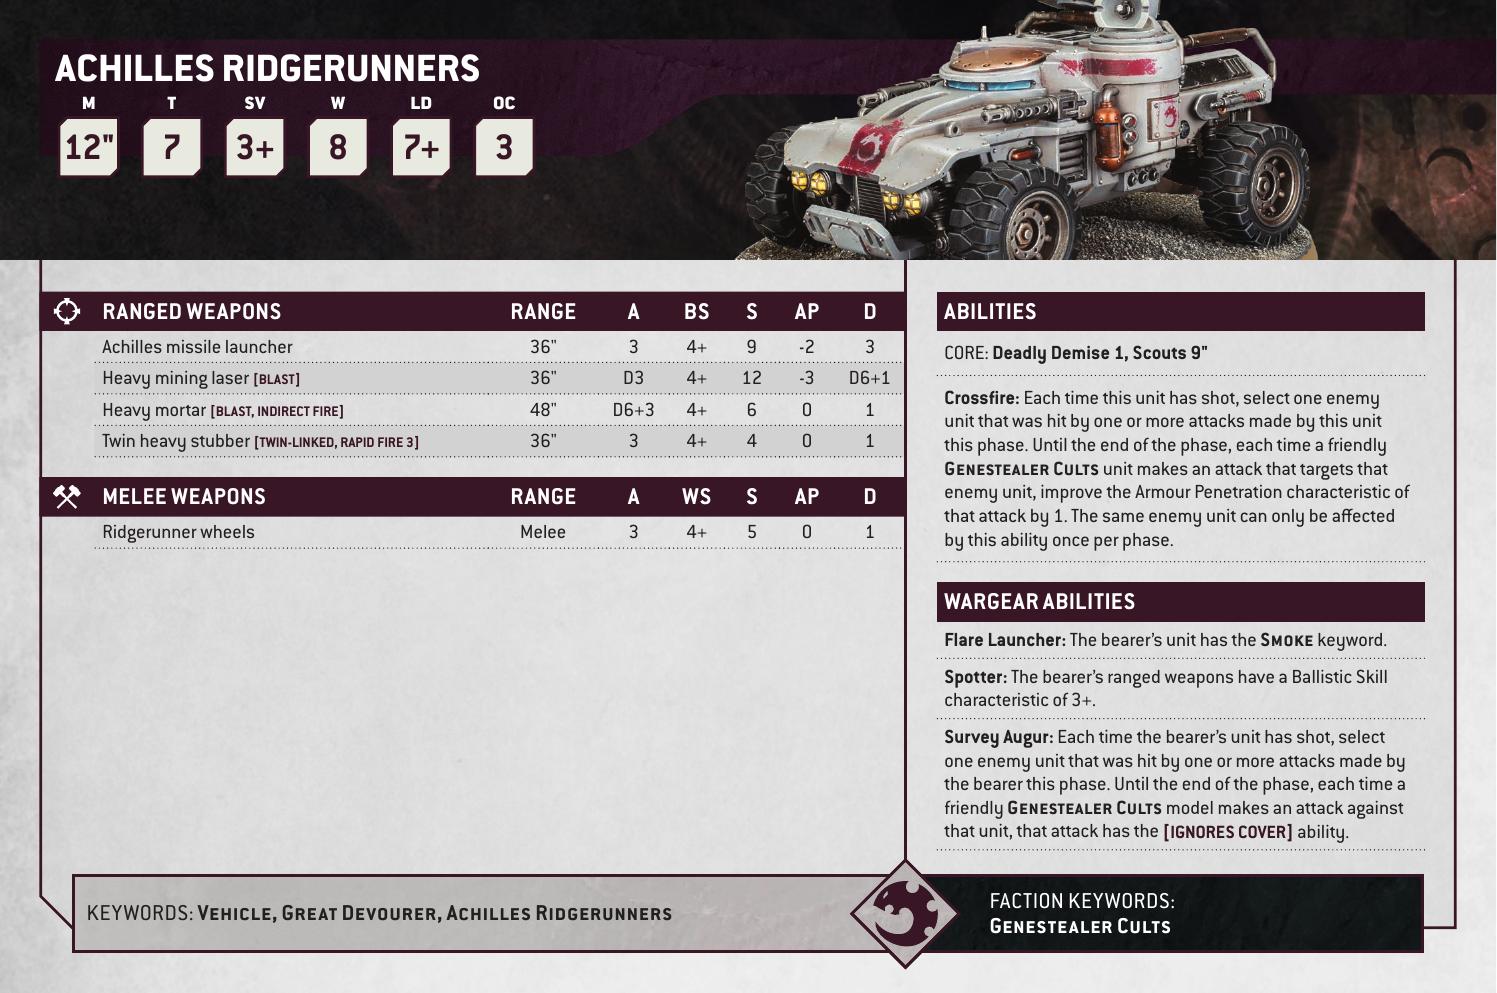 ACHILLES RIDGERUNNERS
M T SV W LD OC
12" 7 3+ 8 7+ 3
RANGED WEAPONS RANGE A BS S AP D
Achilles missile launcher 36" 3 4+ 9 -2 3
Heavy mining laser [BLAST] 36" D3 4+ 12 -3 D6+1
Heavy mortar [BLAST, INDIRECT FIRE] 48" D6+3 4+ 6 0 1
Twin heavy stubber [TWIN-LINKED, RAPID FIRE 3] 36" 3 4+ 4 0 1
MELEE WEAPONS RANGE A WS S AP D
Ridgerunner wheels Melee 3 4+ 5 0 1
ABILITIES
CORE: Deadly Demise 1, Scouts 9"
Crossfire: Each time this unit has shot, select one enemy
unit that was hit by one or more attacks made by this unit
this phase. Until the end of the phase, each time a friendly
GENESTEALER CULTS unit makes an attack that targets that
enemy unit, improve the Armour Penetration characteristic of
that attack by 1. The same enemy unit can only be affected
by this ability once per phase.
WARGEAR ABILITIES
Flare Launcher: The bearer's unit has the SMOKE keyword.
Spotter: The bearer's ranged weapons have a Ballistic Skill
characteristic of 3+.
Survey Augur: Each time the bearer's unit has shot, select
one enemy unit that was hit by one or more attacks made by
the bearer this phase. Until the end of the phase, each time a
friendly GENESTEALER CULTS model makes an attack against
that unit, that attack has the [IGNORES COVER] ability.
KEYWORDS: VEHICLE, GREAT DEVOURER, ACHILLES RIDGERUNNERS
FACTION KEYWORDS:
GENESTEALER CULTS